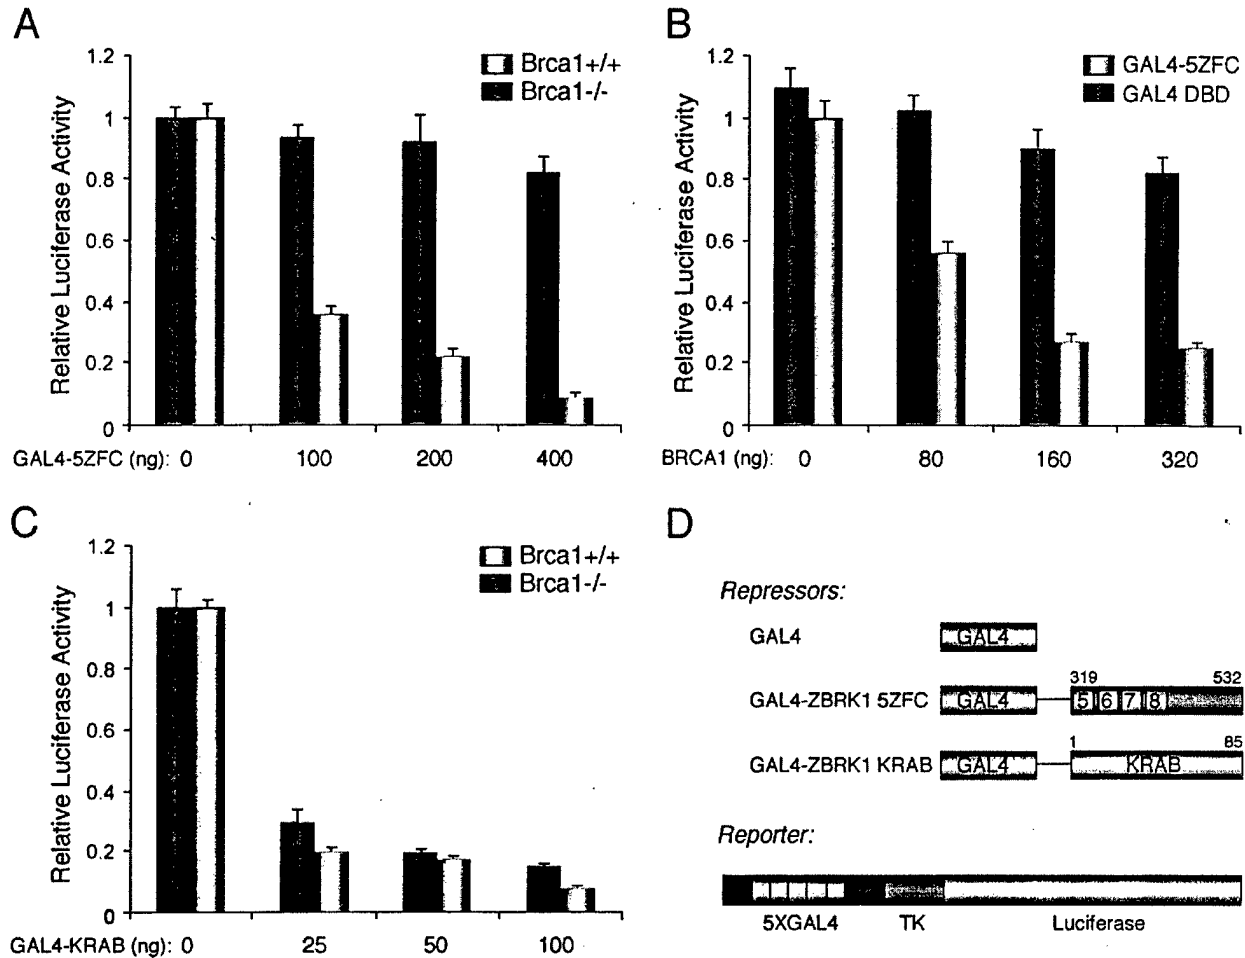 A
Relative Luciferase Activity
1.2
1
0.8
0.6
0.4
0.2
0
Brca1+/+
Brca1-/-
GAL4-5ZFC (ng): 0 100 200 400
B
Relative Luciferase Activity
1.2
1
0.8
0.6
0.4
0.2
0
GAL4-5ZFC
GAL4 DBD
BRCA1 (ng): 0 80 160 320
C
Relative Luciferase Activity
1.2
1
0.8
0.6
0.4
0.2
0
Brca1+/+
Brca1-/-
GAL4-KRAB (ng): 0 25 50 100
D
Repressors:
GAL4 GAL4
319 532
GAL4-ZBRK1 5ZFC GAL4 5 6 7 8
1 85
GAL4-ZBRK1 KRAB GAL4 KRAB
Reporter:
5XGAL4 TK Luciferase